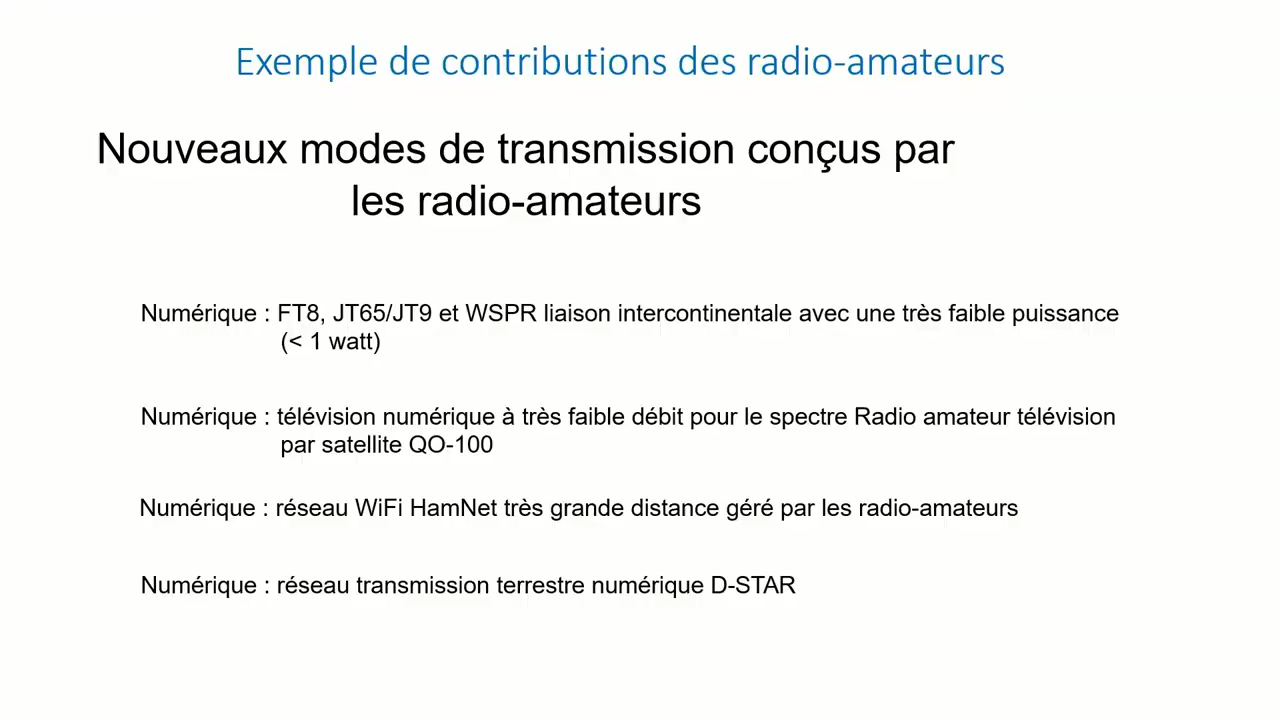 Exemple de contributions des radio-amateurs
Nouveaux modes de transmission conçus par
les radio-amateurs
Numérique : FT8, JT65/JT9 et WSPR liaison intercontinentale avec une très faible puissance
(< 1 watt)
Numérique : télévision numérique à très faible débit pour le spectre Radio amateur télévision
par satellite QO-100
Numérique : réseau WiFi HamNet très grande distance géré par les radio-amateurs
Numérique : réseau transmission terrestre numérique D-STAR